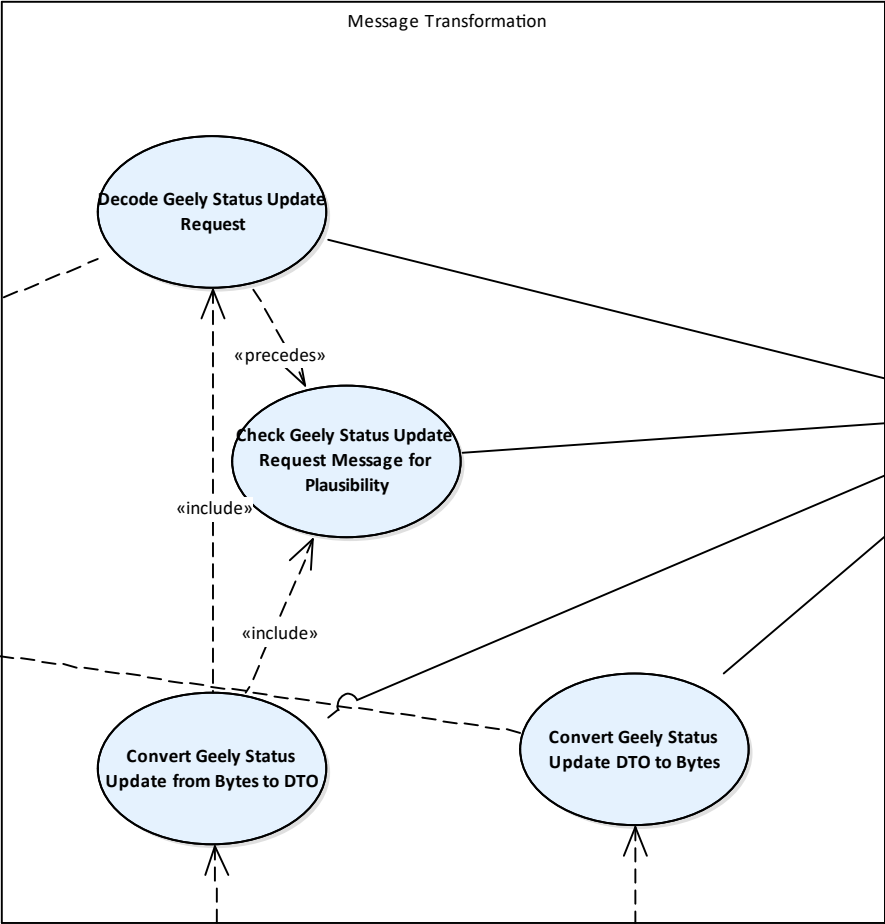 Message Transformation
Decode Geely Status Update
Request
«precedes»
Check Geely Status Update
Request Message for
Plausibility
«include»
«include»
Convert Geely Status
Update DTO to Bytes
Convert Geely Status
Update from Bytes to DTO